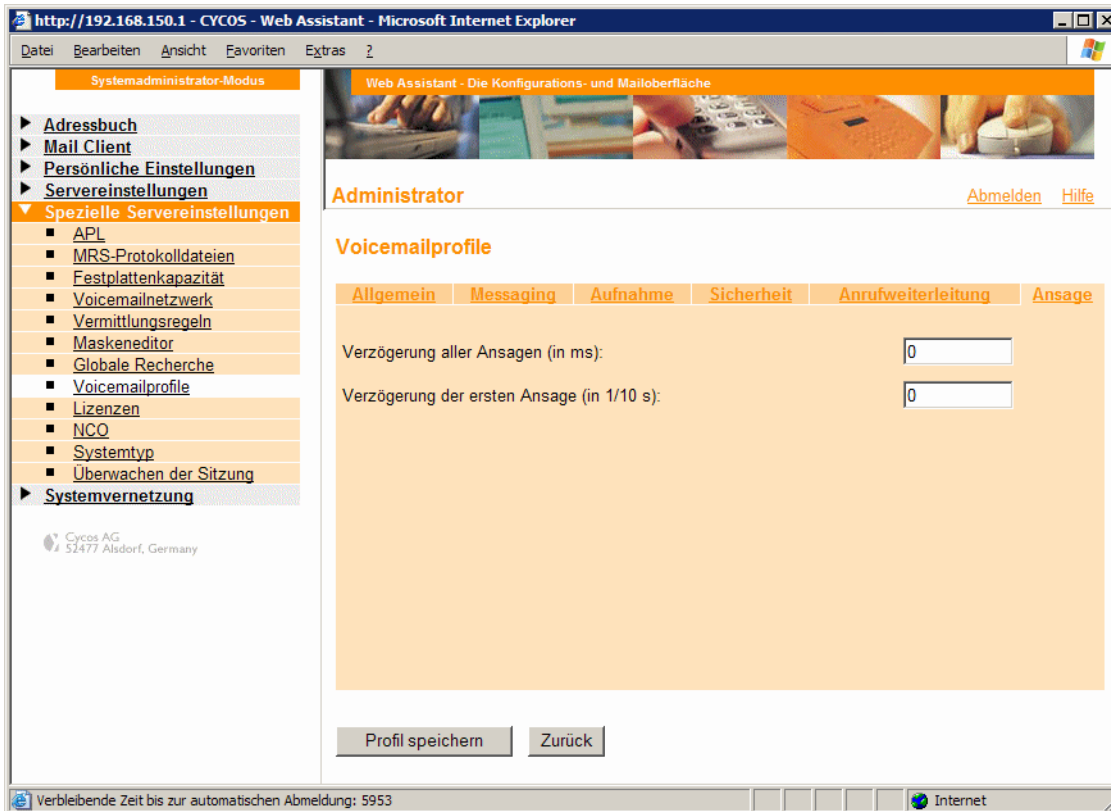 http://192.168.150.1 - CYCOS - Web Assistant - Microsoft Internet Explorer
Datei Bearbeiten Ansicht Favoriten Extras ?
Systemadministrator-Modus
Adressbuch
Mail Client
Persönliche Einstellungen
Servereinstellungen
Spezielle Servereinstellungen
APL
MRS-Protokolldateien
Festplattenkapazität
Voicemailnetzwerk
Vermittlungsregeln
Maskeneditor
Globale Recherche
Voicemailprofile
Lizenzen
NCO
Systemtyp
Überwachen der Sitzung
Systemvernetzung
Cycos AG
52477 Alsdorf, Germany
Web Assistant - Die Konfigurations- und Mailoberfläche
Administrator
Abmelden Hilfe
Voicemailprofile
Allgemein Messaging Aufnahme Sicherheit Anrufweiterleitung Ansage
Verzögerung aller Ansagen (in ms): 0
Verzögerung der ersten Ansage (in 1/10 s): 0
Profil speichern Zurück
Verbleibende Zeit bis zur automatischen Abmeldung: 5953
Internet